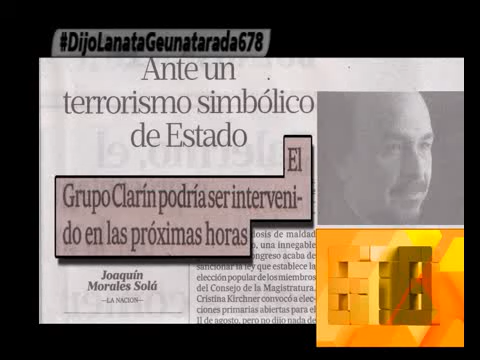 #DijoLanataGeunatarada678
Ante un
terrorismo simbólico
de Estado
El
Grupo Clarín podría ser interveni-
do en las próximas horas
Joaquín
Morales Solá
—LA NACION—
dosis de maldad
o, una innegable
ongreso acaba de
sancionar la ley que establece la
elección popular de los miembros
del Consejo de la Magistratura,
Cristina Kirchner convocó a elec-
ciones primarias abiertas para el
11 de agosto, pero no dijo nada de